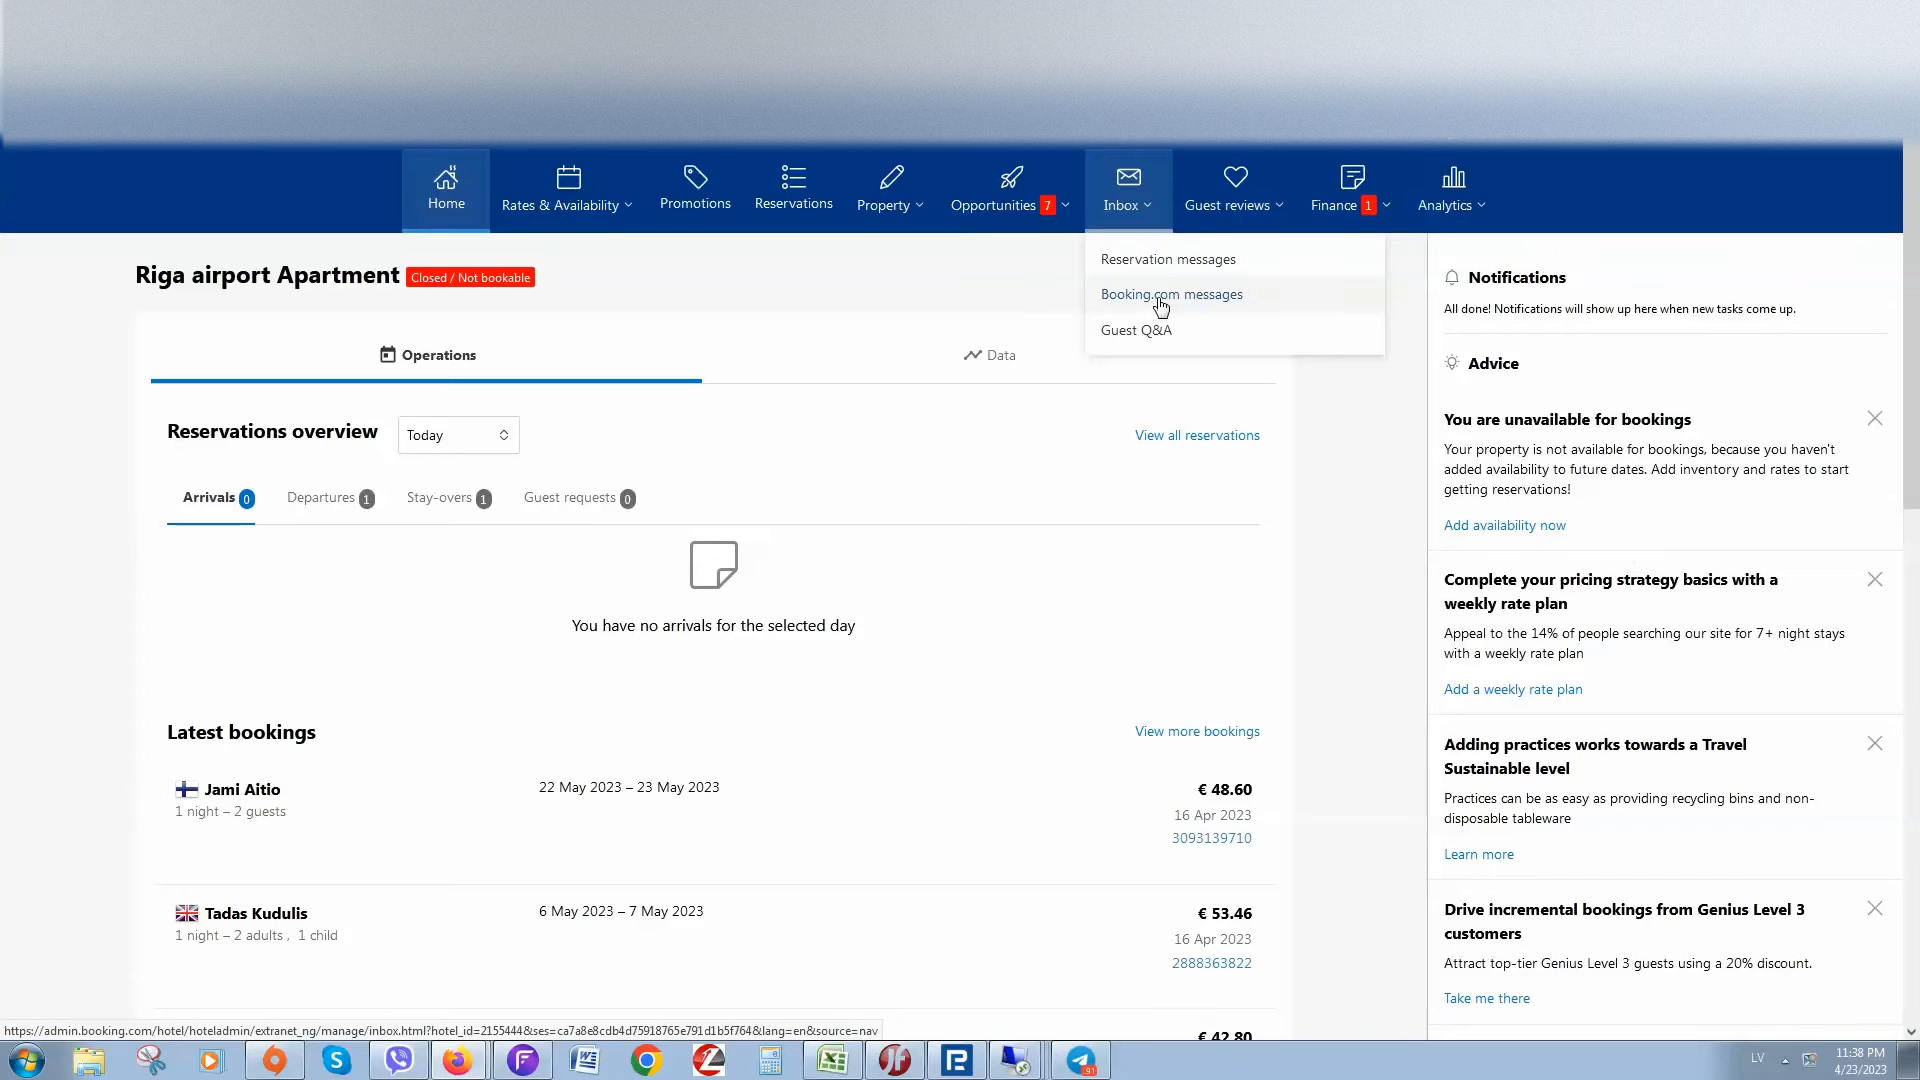 Home
Rates & Availability
Promotions
Reservations
Property
Opportunities 7
Inbox
Guest reviews
Finance 1
Analytics
Reservation messages
Booking.com messages
Guest Q&A
Riga airport Apartment Closed / Not bookable
Operations
Data
Reservations overview Today
View all reservations
Arrivals 0 Departures 1 Stay-overs 1 Guest requests 0
You have no arrivals for the selected day
Latest bookings
View more bookings
Jami Aitio 22 May 2023 – 23 May 2023 € 48.60
1 night – 2 guests 16 Apr 2023
3093139710
Tadas Kudulis 6 May 2023 – 7 May 2023 € 53.46
1 night – 2 adults , 1 child 16 Apr 2023
2888363822
€ 42.80
Notifications
All done! Notifications will show up here when new tasks come up.
Advice
You are unavailable for bookings
Your property is not available for bookings, because you haven't
added availability to future dates. Add inventory and rates to start
getting reservations!
Add availability now
Complete your pricing strategy basics with a
weekly rate plan
Appeal to the 14% of people searching our site for 7+ night stays
with a weekly rate plan
Add a weekly rate plan
Adding practices works towards a Travel
Sustainable level
Practices can be as easy as providing recycling bins and non-
disposable tableware
Learn more
Drive incremental bookings from Genius Level 3
customers
Attract top-tier Genius Level 3 guests using a 20% discount.
Take me there
https://admin.booking.com/hotel/hoteladmin/extranet_ng/manage/inbox.html?hotel_id=2155444&ses=ca7a8e8cdb4d75918765e791d1b5f764&lang=en&source=nav
LV
11:38 PM
4/23/2023